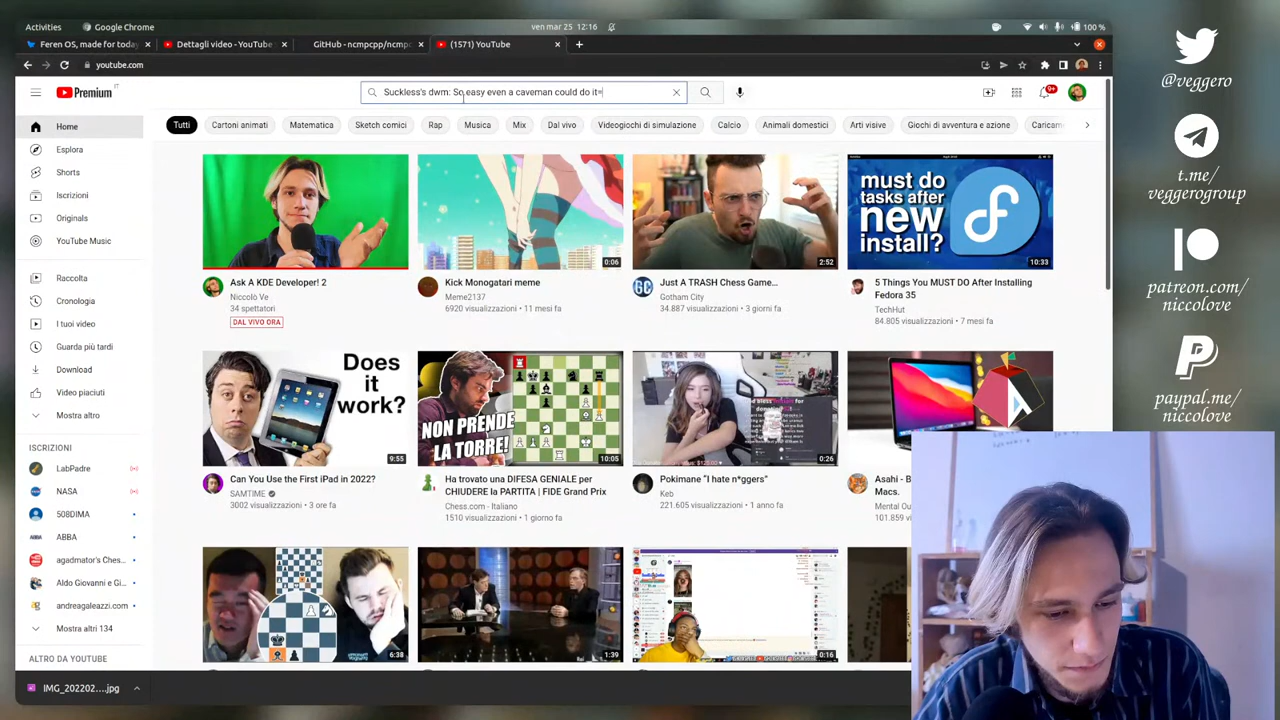 Activities
Google Chrome
ven mar 25 12:16
100 %
Feren OS, made for today
Dettagli video - YouTube
GitHub - ncmpcpp/ncmpc
(1571) YouTube
youtube.com
Premium
IT
Suckless's dwm: So easy even a caveman could do it=
9+
Home
Tutti
Cartoni animati
Matematica
Sketch comici
Rap
Musica
Mix
Dal vivo
Videogiochi di simulazione
Calcio
Animali domestici
Arti visive
Giochi di avventura e azione
Caricame
Esplora
Shorts
Iscrizioni
Originals
YouTube Music
Raccolta
Cronologia
I tuoi video
Guarda più tardi
Download
Video piaciuti
Mostra altro
ISCRIZIONI
LabPadre
NASA
508DIMA
ABBA
agadmator's Ches...
Aldo Giovanni e Gi...
andreagaleazzi.com
Mostra altri 134
ALTRO DA YOUTUBE
Ask A KDE Developer! 2
Niccolò Ve
34 spettatori
DAL VIVO ORA
0:06
Kick Monogatari meme
Meme2137
6920 visualizzazioni • 11 mesi fa
2:52
Just A TRASH Chess Game...
Gotham City
34.887 visualizzazioni • 3 giorni fa
must do
tasks after
new
install?
10:33
5 Things You MUST DO After Installing
Fedora 35
TechHut
84.805 visualizzazioni • 7 mesi fa
Does
it
work?
9:55
Can You Use the First iPad in 2022?
SAMTIME
3002 visualizzazioni • 3 ore fa
NON PRENDE
LA TORRE!
10:05
Ha trovato una DIFESA GENIALE per
CHIUDERE la PARTITA | FIDE Grand Prix
Chess.com - Italiano
1510 visualizzazioni • 1 giorno fa
0:26
Pokimane "I hate n*ggers"
Keb
221.605 visualizzazioni • 1 anno fa
Asahi - B
Macs.
Mental Ou
101.859
6:38
1:39
0:16
IMG_202202....jpg
@veggero
t.me/
veggerogroup
patreon.com/
niccolove
paypal.me/
niccolove